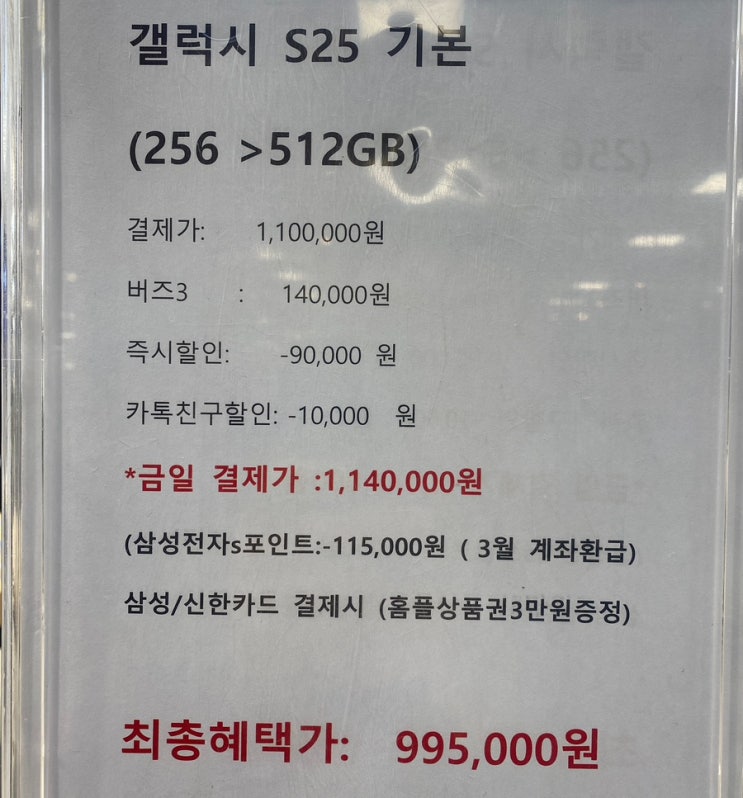 갤럭시 S25 기본
(256 >512GB)
결제가: 1,100,000원
버즈3 : 140,000원
즉시할인: -90,000 원
카톡친구할인: -10,000 원
*금일 결제가 :1,140,000원
(삼성전자s포인트:-115,000원 ( 3월 계좌환급)
삼성/신한카드 결제시 (홈플상품권3만원증정)
최총혜택가: 995,000원